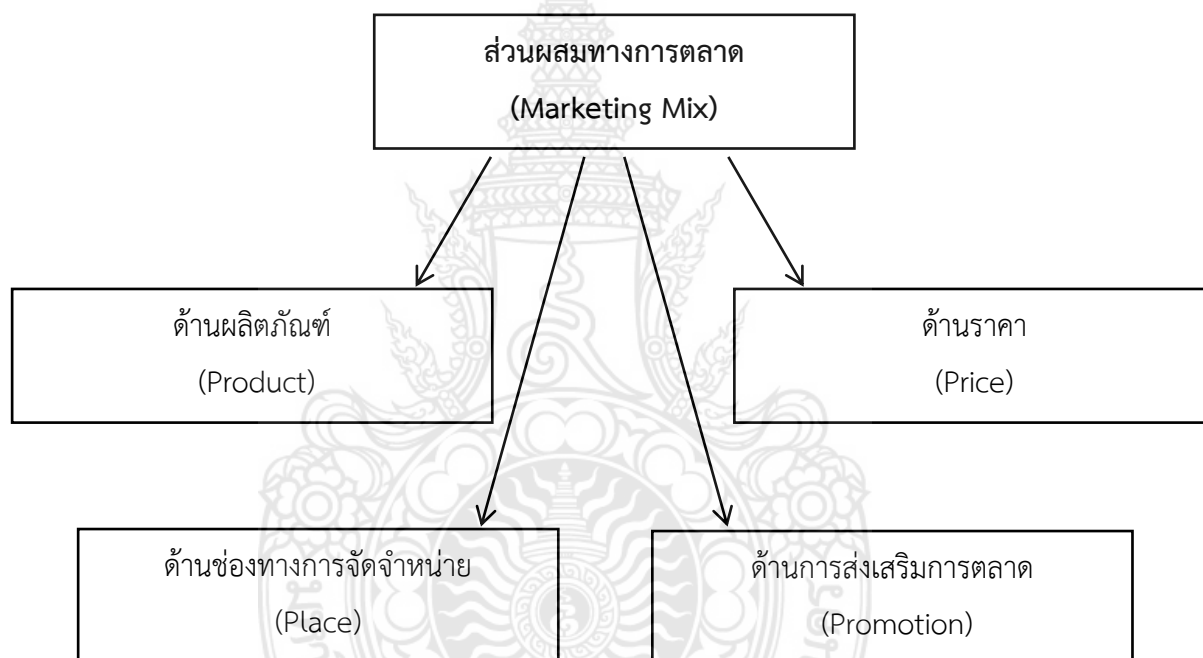 ส่วนผสมทางการตลาด
(Marketing Mix)
ด้านผลิตภัณฑ์
(Product)
ด้านราคา
(Price)
ด้านช่องทางการจัดจำหน่าย
(Place)
ด้านการส่งเสริมการตลาด
(Promotion)